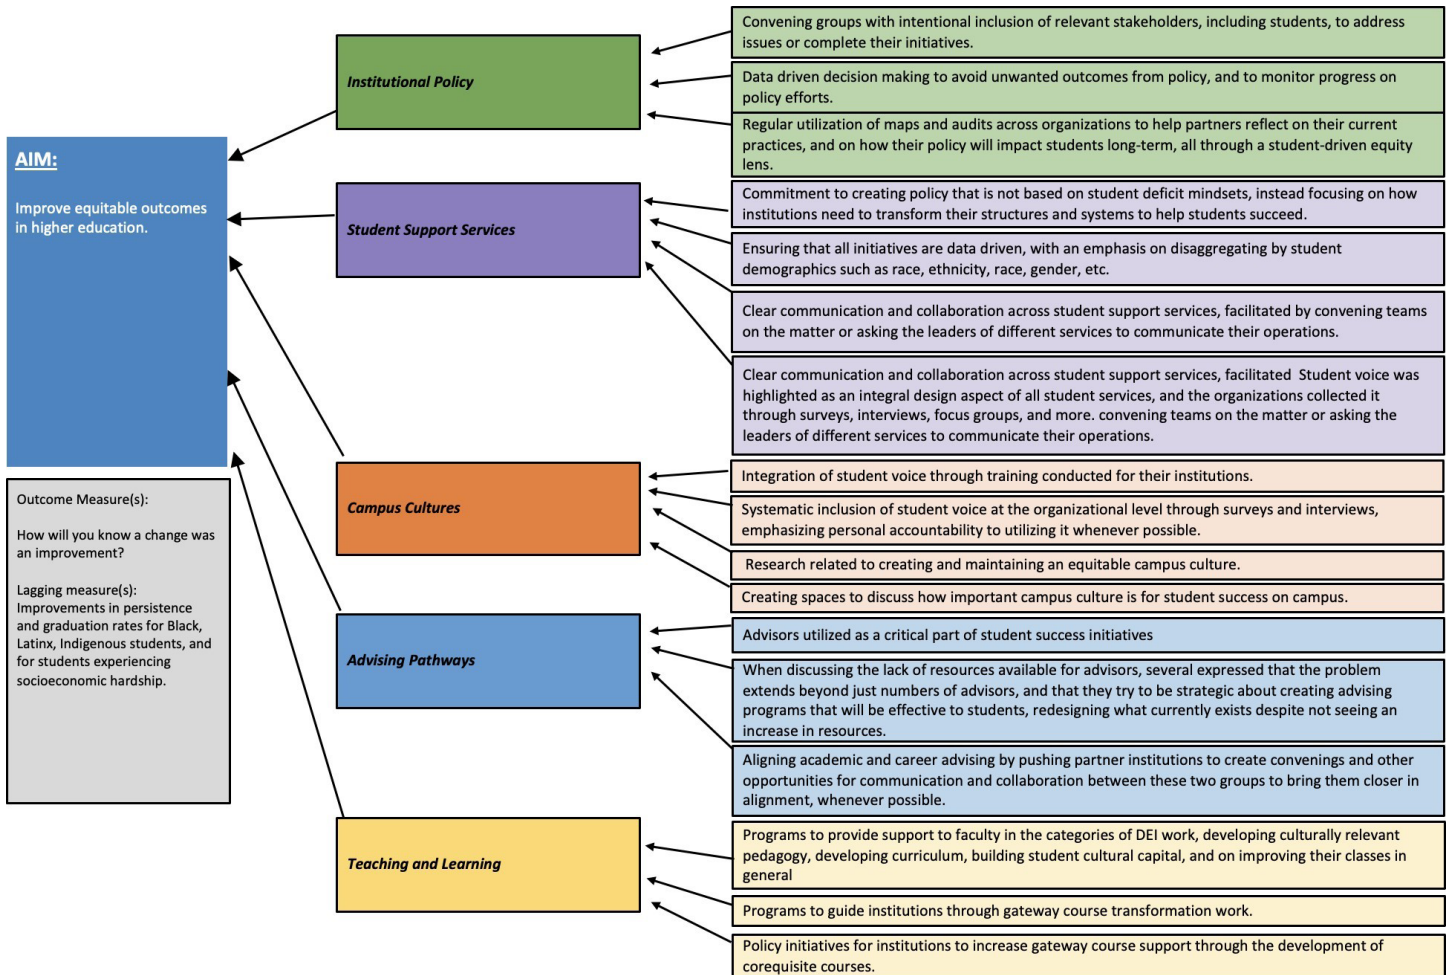 AIM:
Improve equitable outcomes
in higher education.
Outcome Measure(s):
How will you know a change was
an improvement?
Lagging measure(s):
Improvements in persistence
and graduation rates for Black,
Latinx, Indigenous students, and
for students experiencing
socioeconomic hardship.
Institutional Policy
Convening groups with intentional inclusion of relevant stakeholders, including students, to address
issues or complete their initiatives.
Data driven decision making to avoid unwanted outcomes from policy, and to monitor progress on
policy efforts.
Regular utilization of maps and audits across organizations to help partners reflect on their current
practices, and on how their policy will impact students long-term, all through a student-driven equity
lens.
Student Support Services
Commitment to creating policy that is not based on student deficit mindsets, instead focusing on how
institutions need to transform their structures and systems to help students succeed.
Ensuring that all initiatives are data driven, with an emphasis on disaggregating by student
demographics such as race, ethnicity, race, gender, etc.
Clear communication and collaboration across student support services, facilitated by convening teams
on the matter or asking the leaders of different services to communicate their operations.
Clear communication and collaboration across student support services, facilitated  Student voice was
highlighted as an integral design aspect of all student services, and the organizations collected it
through surveys, interviews, focus groups, and more. convening teams on the matter or asking the
leaders of different services to communicate their operations.
Campus Cultures
Integration of student voice through training conducted for their institutions.
Systematic inclusion of student voice at the organizational level through surveys and interviews,
emphasizing personal accountability to utilizing it whenever possible.
Research related to creating and maintaining an equitable campus culture.
Creating spaces to discuss how important campus culture is for student success on campus.
Advising Pathways
Advisors utilized as a critical part of student success initiatives
When discussing the lack of resources available for advisors, several expressed that the problem
extends beyond just numbers of advisors, and that they try to be strategic about creating advising
programs that will be effective to students, redesigning what currently exists despite not seeing an
increase in resources.
Aligning academic and career advising by pushing partner institutions to create convenings and other
opportunities for communication and collaboration between these two groups to bring them closer in
alignment, whenever possible.
Teaching and Learning
Programs to provide support to faculty in the categories of DEI work, developing culturally relevant
pedagogy, developing curriculum, building student cultural capital, and on improving their classes in
general
Programs to guide institutions through gateway course transformation work.
Policy initiatives for institutions to increase gateway course support through the development of
corequisite courses.